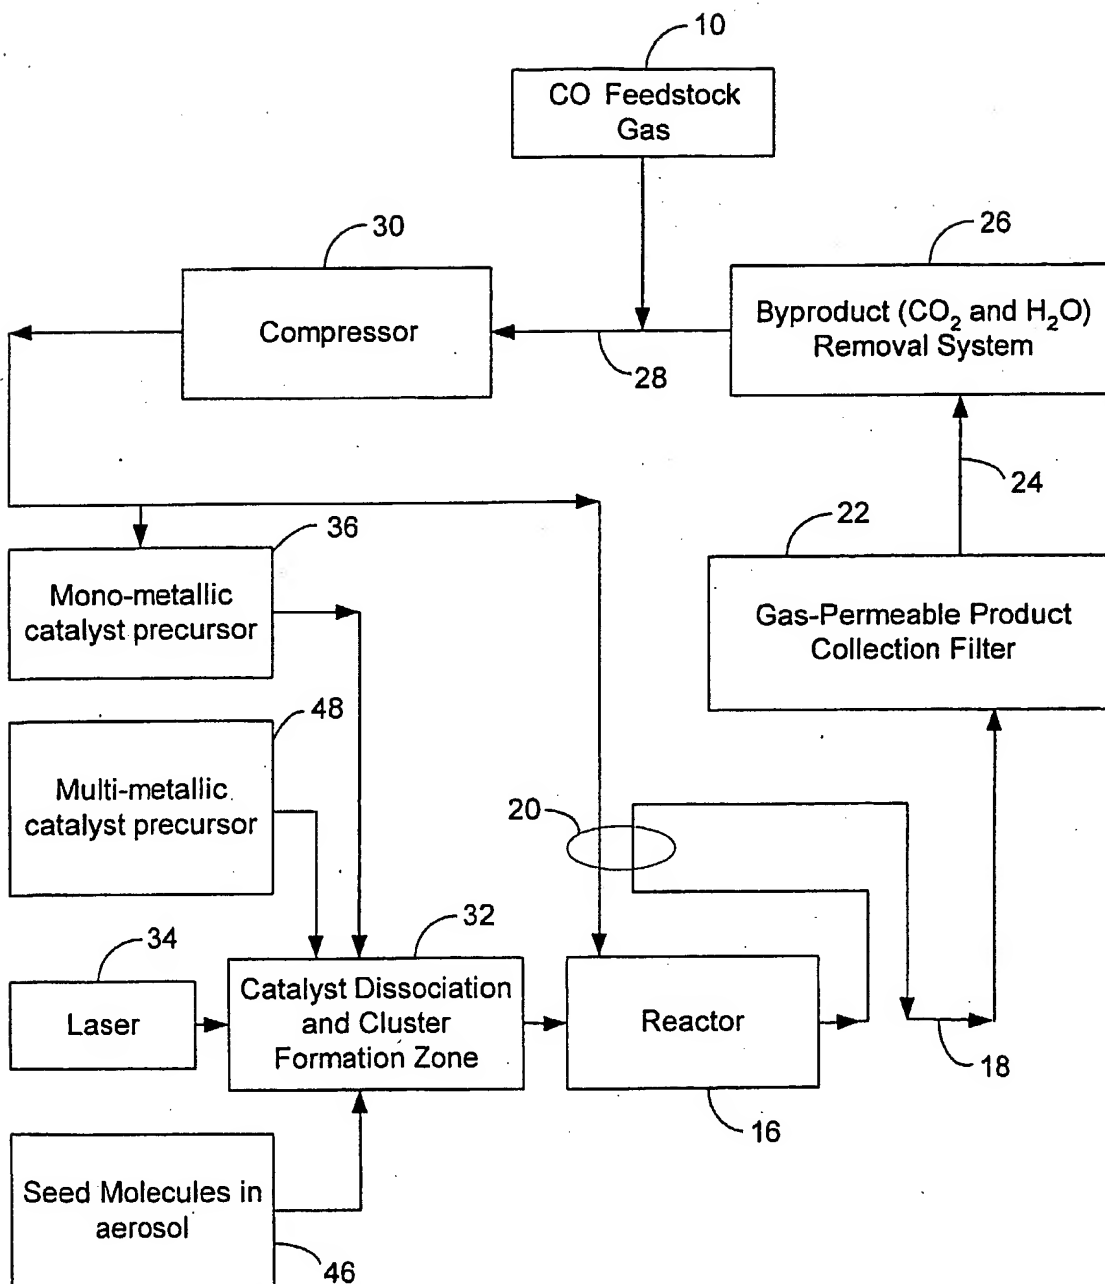 10
CO Feedstock
Gas
30
26
Compressor
Byproduct (CO₂ and H₂O)
Removal System
28
24
36
22
Mono-metallic
catalyst precursor
Gas-Permeable Product
Collection Filter
48
Multi-metallic
catalyst precursor
20
32
34
Catalyst Dissociation
and Cluster
Formation Zone
Laser
Reactor
18
16
Seed Molecules in
aerosol
46